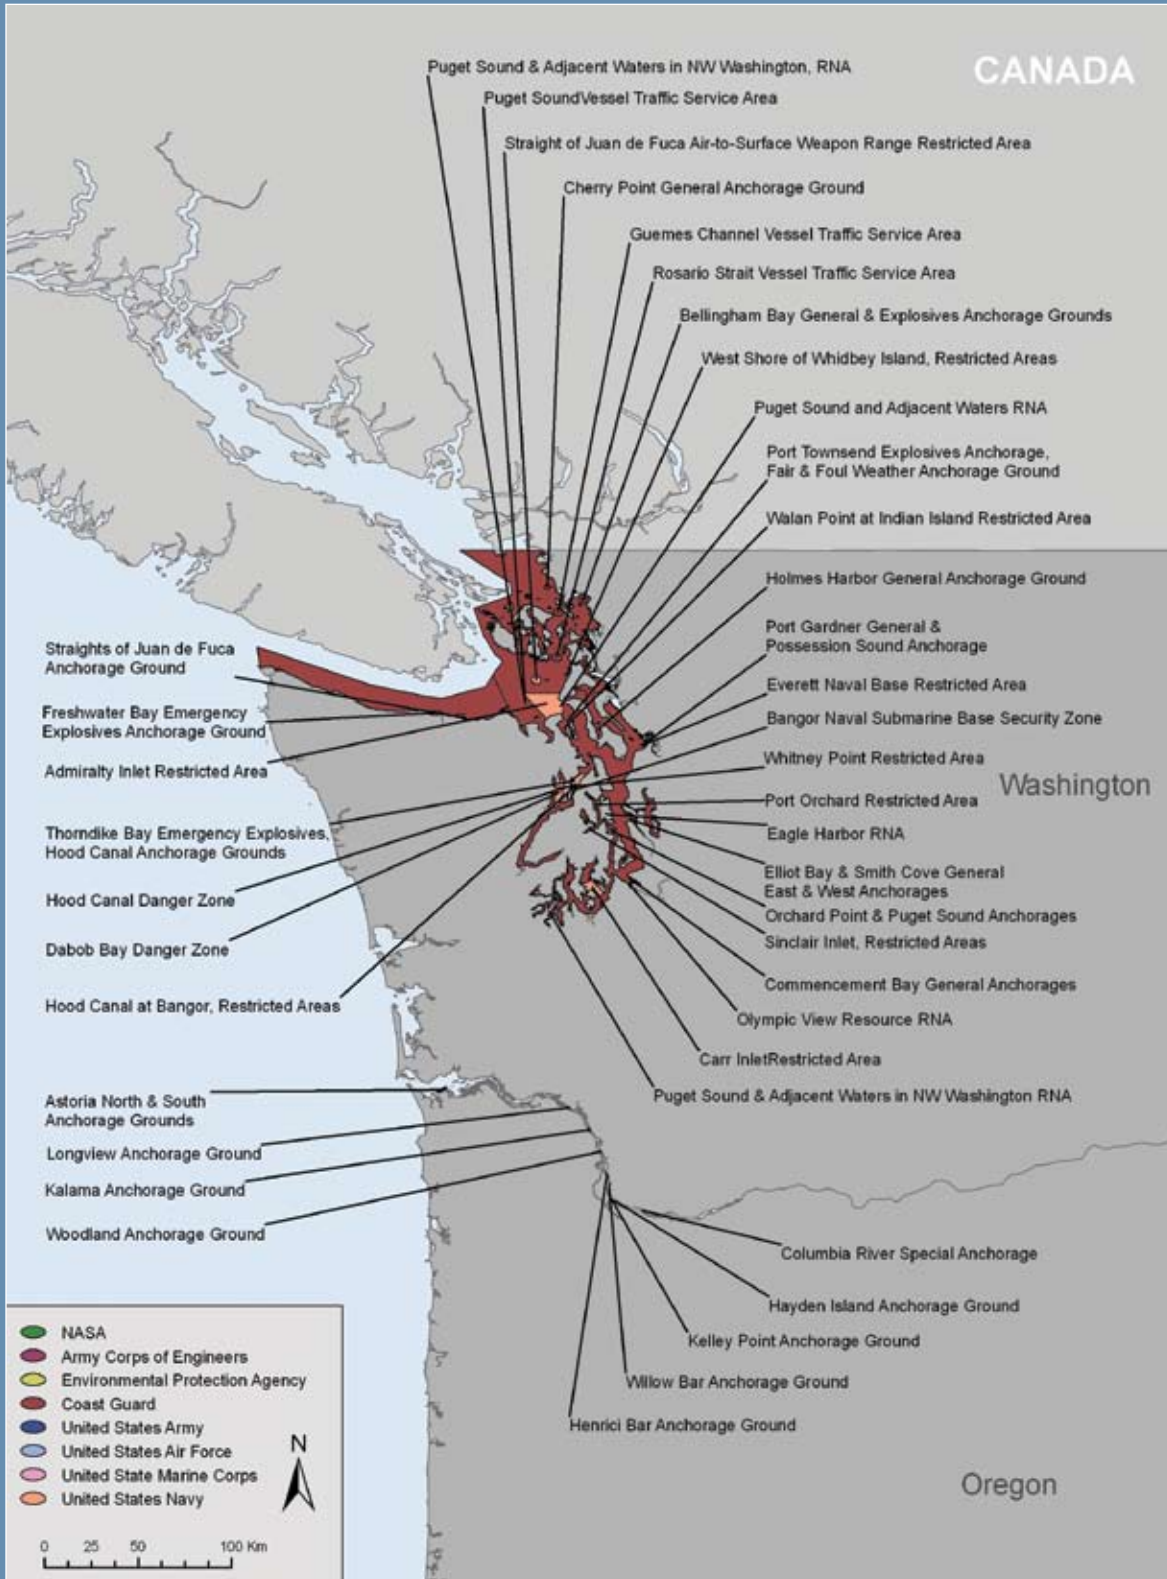 Puget Sound & Adjacent Waters in NW Washington, RNA
CANADA
Puget SoundVessel Traffic Service Area
Straight of Juan de Fuca Air-to-Surface Weapon Range Restricted Area
Cherry Point General Anchorage Ground
Guemes Channel Vessel Traffic Service Area
Rosario Strait Vessel Traffic Service Area
Bellingham Bay General & Explosives Anchorage Grounds
West Shore of Whidbey Island, Restricted Areas
Puget Sound and Adjacent Waters RNA
Port Townsend Explosives Anchorage,
Fair & Foul Weather Anchorage Ground
Walan Point at Indian Island Restricted Area
Holmes Harbor General Anchorage Ground
Port Gardner General &
Possession Sound Anchorage
Everett Naval Base Restricted Area
Bangor Naval Submarine Base Security Zone
Whitney Point Restricted Area
Washington
Port Orchard Restricted Area
Eagle Harbor RNA
Elliot Bay & Smith Cove General
East & West Anchorages
Orchard Point & Puget Sound Anchorages
Sinclair Inlet, Restricted Areas
Commencement Bay General Anchorages
Olympic View Resource RNA
Carr InletRestricted Area
Puget Sound & Adjacent Waters in NW Washington RNA
Straights of Juan de Fuca
Anchorage Ground
Freshwater Bay Emergency
Explosives Anchorage Ground
Admiralty Inlet Restricted Area
Thorndike Bay Emergency Explosives,
Hood Canal Anchorage Grounds
Hood Canal Danger Zone
Dabob Bay Danger Zone
Hood Canal at Bangor, Restricted Areas
Astoria North & South
Anchorage Grounds
Longview Anchorage Ground
Kalama Anchorage Ground
Woodland Anchorage Ground
Columbia River Special Anchorage
Hayden Island Anchorage Ground
Kelley Point Anchorage Ground
Willow Bar Anchorage Ground
Henrici Bar Anchorage Ground
Oregon
NASA
Army Corps of Engineers
Environmental Protection Agency
Coast Guard
United States Army
United States Air Force
United State Marine Corps
United States Navy
N
0 25 50 100 Km